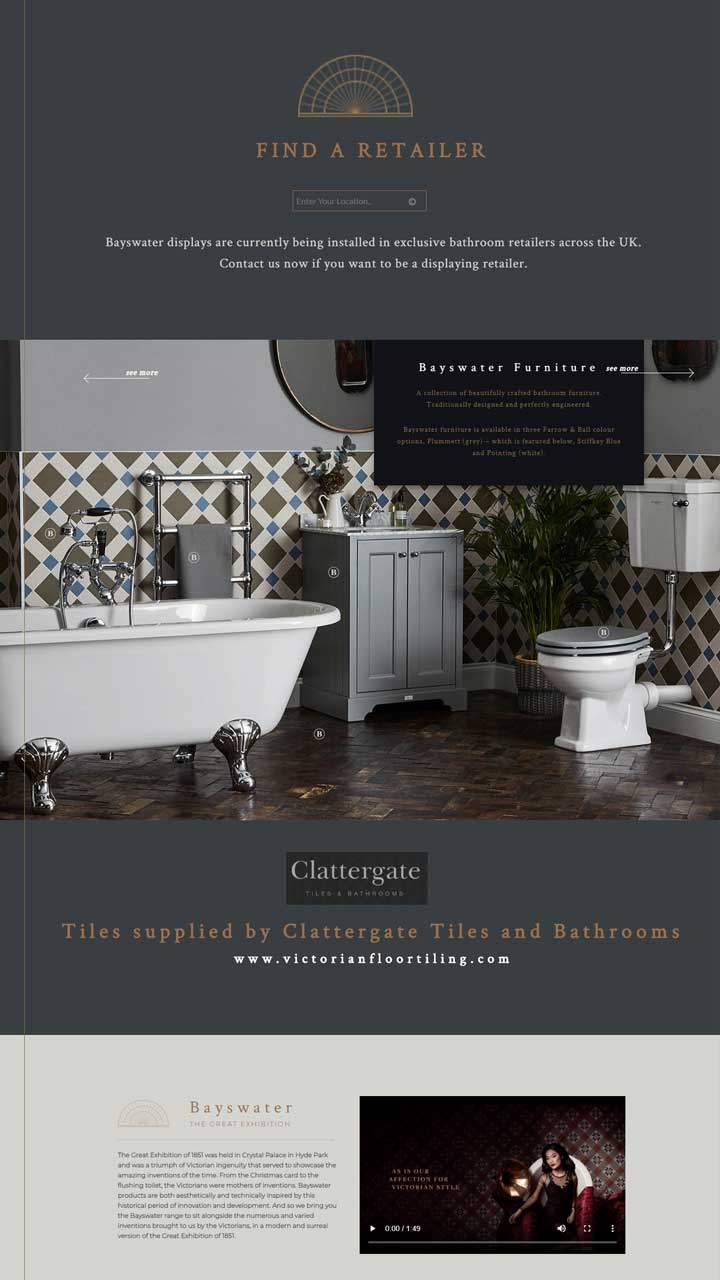 FIND A RETAILER
Enter Your Location..
Bayswater displays are currently being installed in exclusive bathroom retailers across the UK.
Contact us now if you want to be a displaying retailer.
see more
Bayswater Furniture
see more
A collection of beautifully crafted bathroom furniture.
Traditionally designed and perfectly engineered.
Bayswater furniture is available in three Farrow & Ball colour
options, Plummett (grey) – which is featured below, Stiffkey Blue
and Pointing (white).
B
B
B
B
B
Clattergate
TILES & BATHROOMS
Tiles supplied by Clattergate Tiles and Bathrooms
www.victorianfloortiling.com
Bayswater
THE GREAT EXHIBITION
The Great Exhibition of 1851 was held in Crystal Palace in Hyde Park
and was a triumph of Victorian ingenuity that served to showcase the
amazing inventions of the time. From the Christmas card to the
flushing toilet, the Victorians were mothers of inventions. Bayswater
products are both aesthetically and technically inspired by this
historical period of innovation and development. And so we bring you
the Bayswater range to sit alongside the numerous and varied
inventions brought to us by the Victorians, in a modern and surreal
version of the Great Exhibition of 1851.
AS IN OUR
AFFECTION FOR
VICTORIAN STYLE
0:00 / 1:49